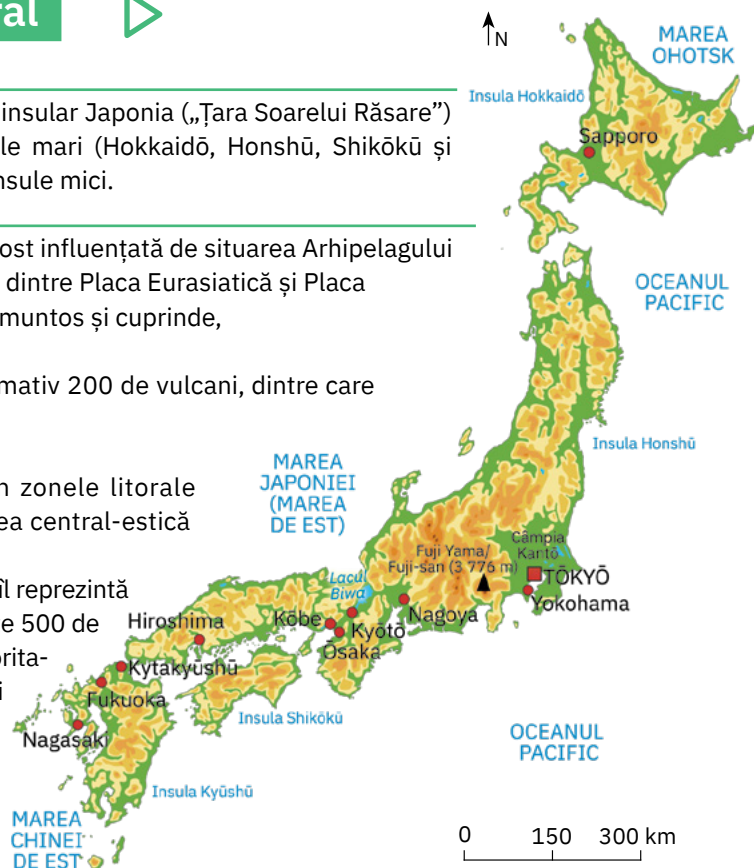 ral
insular Japonia („Țara Soarelui Răsare”)
le mari (Hokkaidō, Honshū, Shikōkū și
nsule mici.
ost influențată de situarea Arhipelagului
dintre Placa Eurasiatică și Placa
muntos și cuprinde,
mativ 200 de vulcani, dintre care
n zonele litorale
ea central-estică
îl reprezintă
e 500 de
orita-
i
N
MAREA
OHOTSK
Insula Hokkaidō
Sapporo
OCEANUL
PACIFIC
Insula Honshū
MAREA
JAPONIEI
(MAREA
DE EST)
Câmpia
Kantō
Fuji Yama/
Fuji-san (3 776 m)
TŌKYŌ
Yokohama
Lacul
Biwa
Nagoya
Kōbe
Kyōtō
Ōsaka
Hiroshima
Kytakyūshū
Fukuoka
Nagasaki
Insula Shikōkū
OCEANUL
PACIFIC
Insula Kyūshū
MAREA
CHINEI
DE EST
0 150 300 km